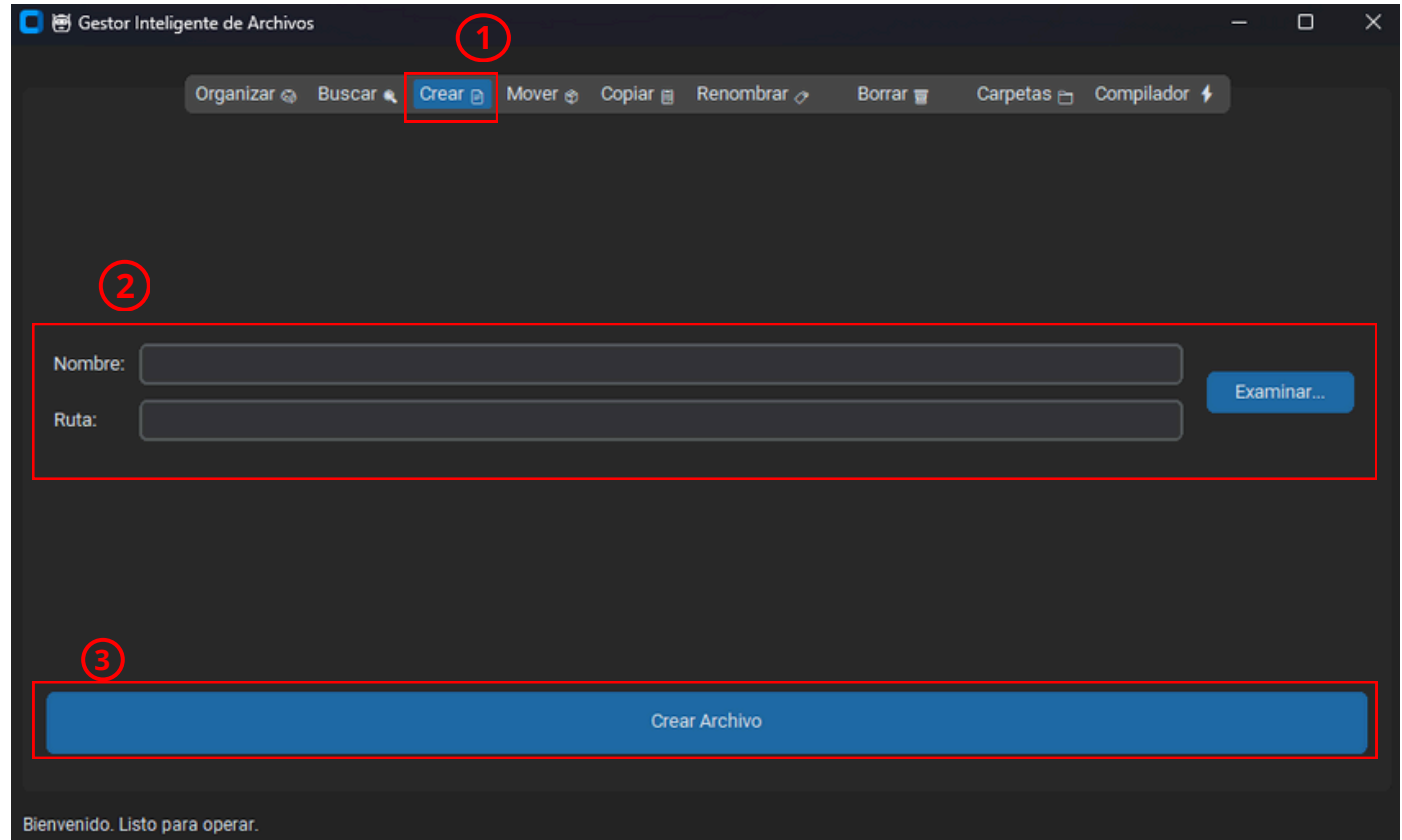 Gestor Inteligente de Archivos
1
Organizar Buscar Crear Mover Copiar Renombrar Borrar Carpetas Compilador
2
Nombre:
Examinar...
Ruta:
3
Crear Archivo
Bienvenido. Listo para operar.